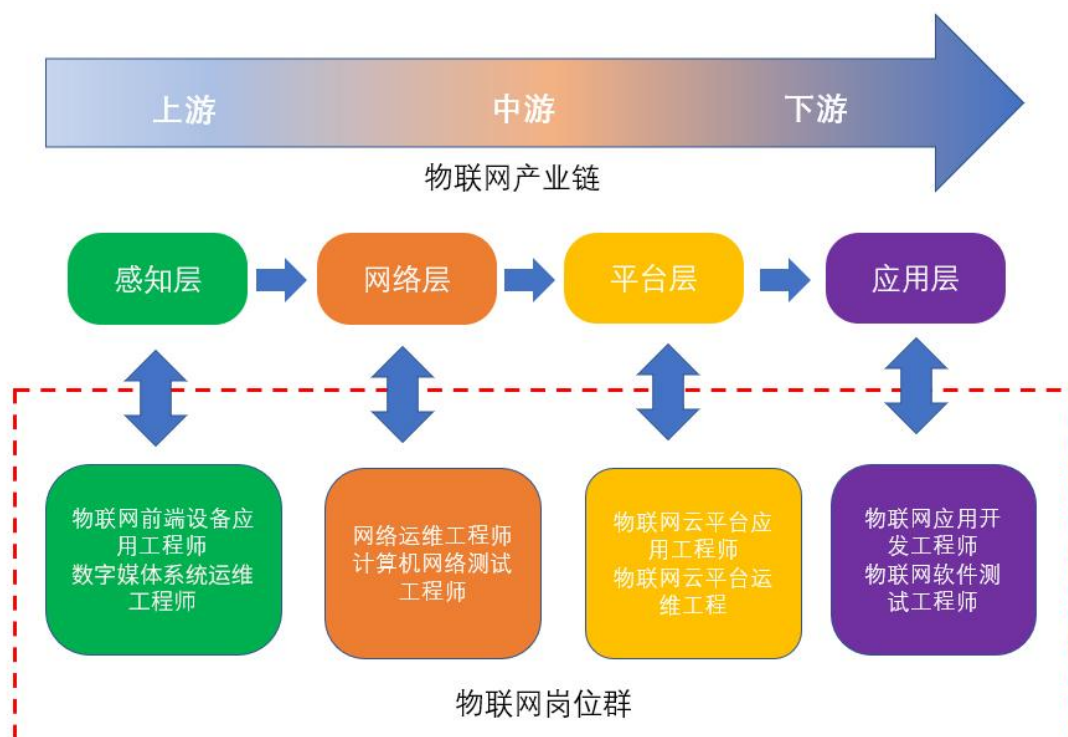 上游
中游
下游
物联网产业链
感知层
网络层
平台层
应用层
物联网前端设备应
用工程师
数字媒体系统运维
工程师
网络运维工程师
计算机网络测试
工程师
物联网云平台应
用工程师
物联网云平台运
维工程
物联网应用开
发工程师
物联网软件测
试工程师
物联网岗位群